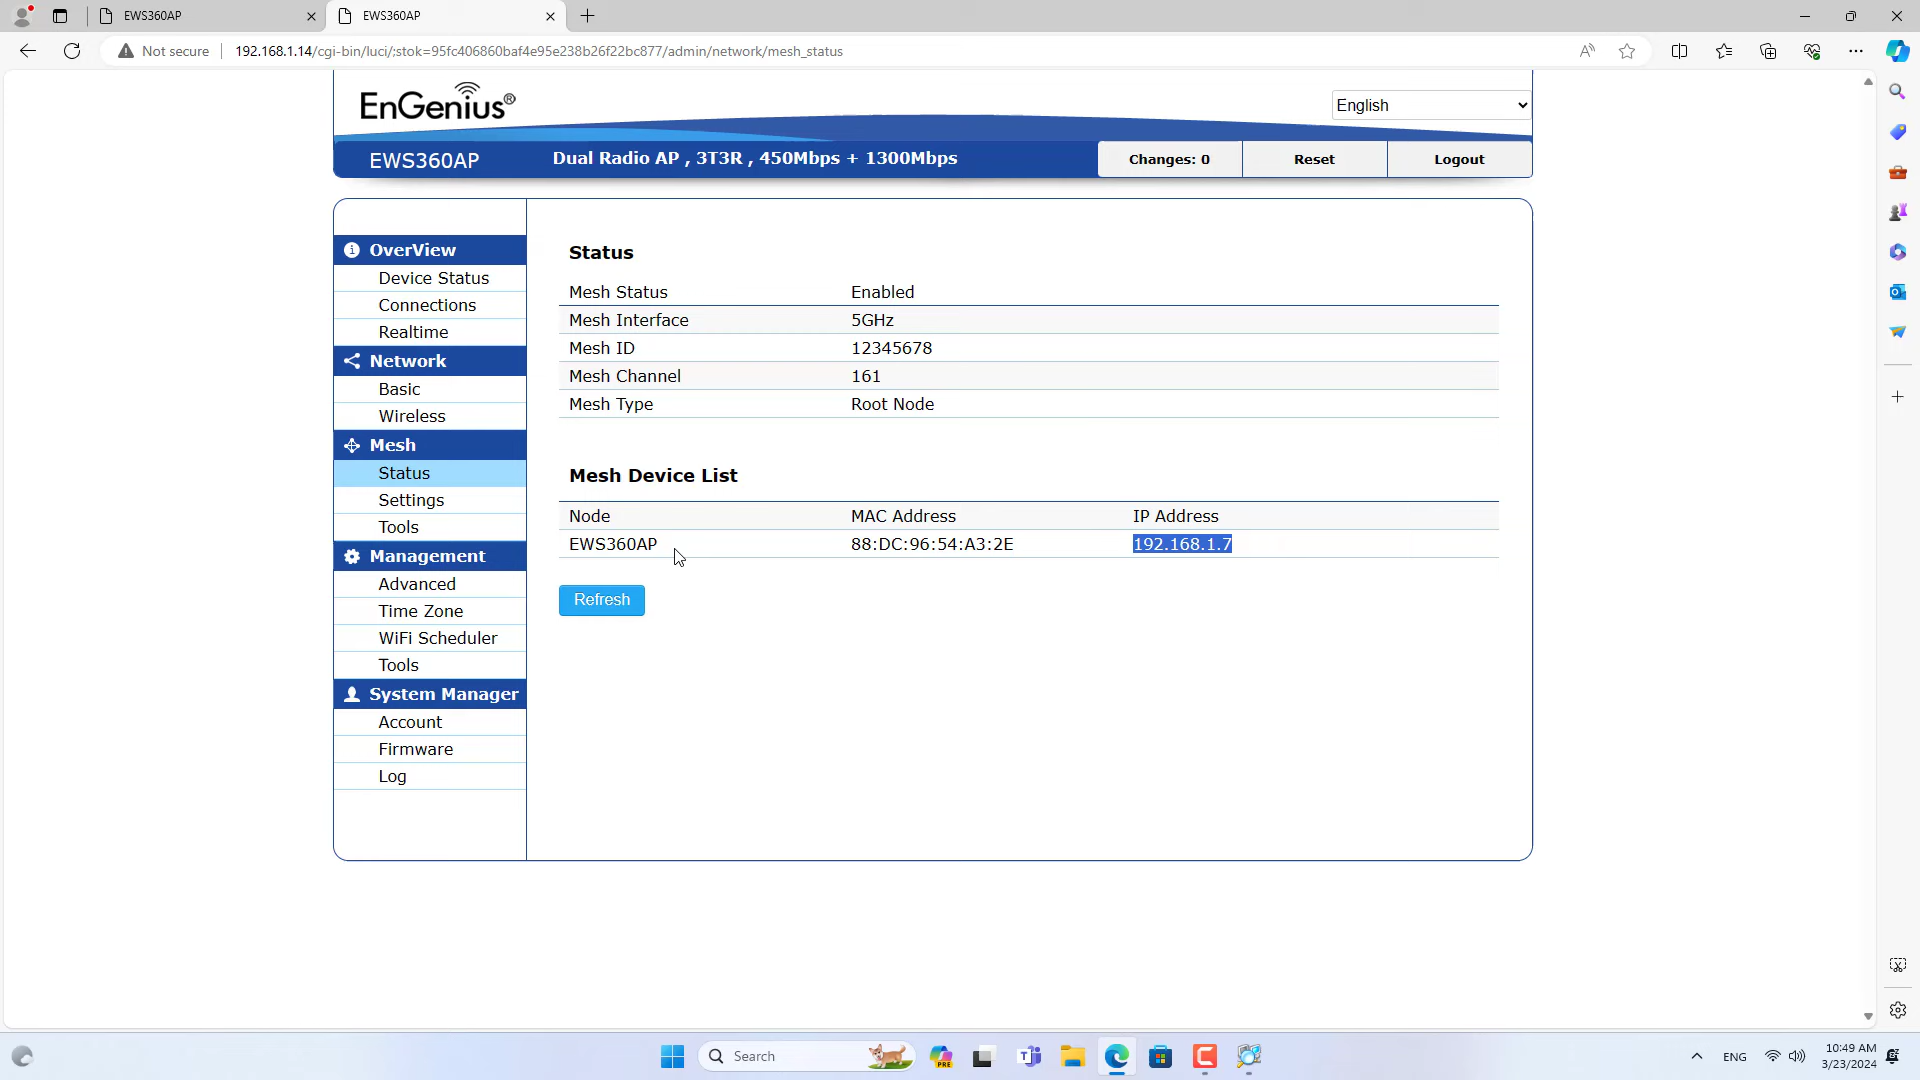 EWS360AP
EWS360AP
Not secure
192.168.1.14/cgi-bin/luci/;stok=95fc406860baf4e95e238b26f22bc877/admin/network/mesh_status
EnGenius®
English
EWS360AP
Dual Radio AP , 3T3R , 450Mbps + 1300Mbps
Changes: 0
Reset
Logout
OverView
Device Status
Connections
Realtime
Network
Basic
Wireless
Mesh
Status
Settings
Tools
Management
Advanced
Time Zone
WiFi Scheduler
Tools
System Manager
Account
Firmware
Log
Status
Mesh Status Enabled
Mesh Interface 5GHz
Mesh ID 12345678
Mesh Channel 161
Mesh Type Root Node
Mesh Device List
Node MAC Address IP Address
EWS360AP 88:DC:96:54:A3:2E 192.168.1.7
Refresh
Search
ENG
10:49 AM
3/23/2024